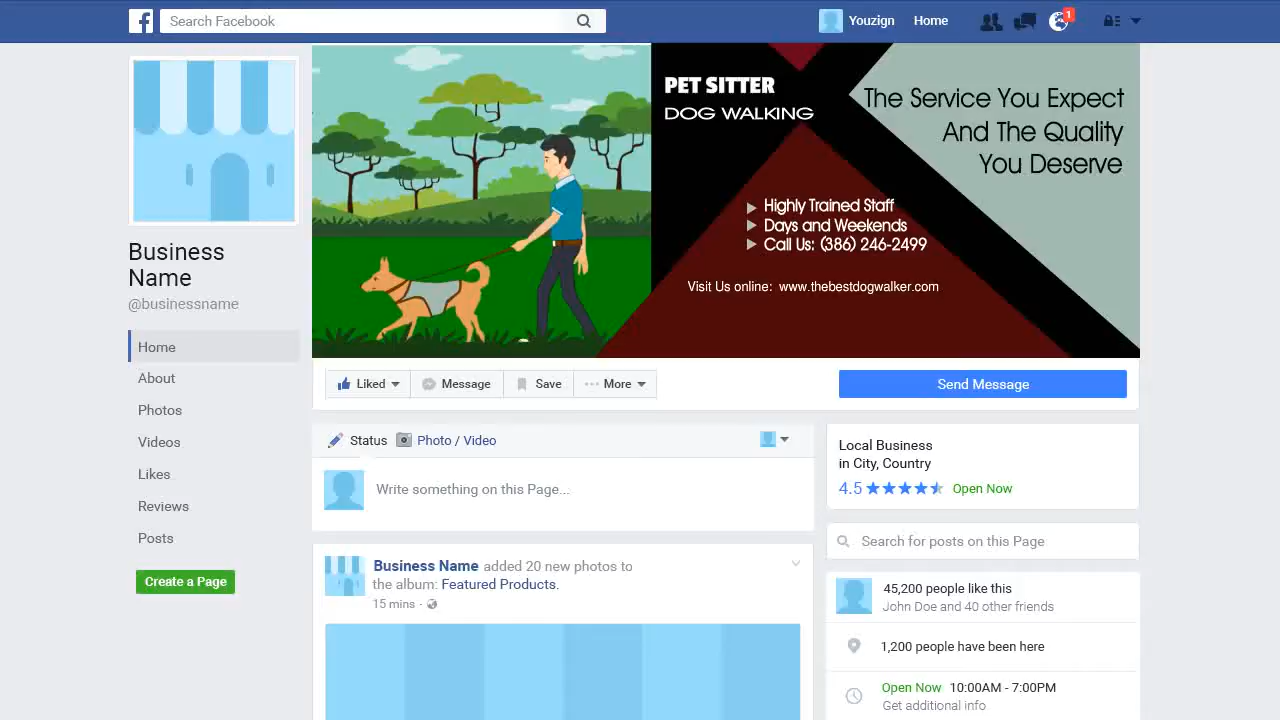 Search Facebook
Youzign
Home
1
PET SITTER
DOG WALKING
The Service You Expect
And The Quality
You Deserve
Highly Trained Staff
Days and Weekends
Call Us: (386) 246-2499
Visit Us online: www.thebestdogwalker.com
Business
Name
@businessname
Home
About
Photos
Videos
Likes
Reviews
Posts
Create a Page
Liked
Message
Save
More
Send Message
Status
Photo / Video
Write something on this Page...
Business Name added 20 new photos to
the album: Featured Products.
15 mins ·
Local Business
in City, Country
4.5
Open Now
Search for posts on this Page
45,200 people like this
John Doe and 40 other friends
1,200 people have been here
Open Now 10:00AM - 7:00PM
Get additional info